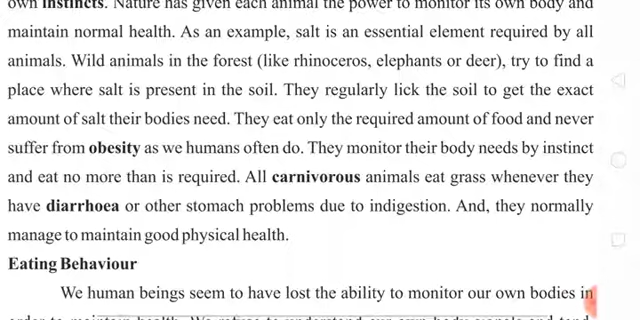 own instincts. Nature has given each animal the power to monitor its own body and
maintain normal health. As an example, salt is an essential element required by all
animals. Wild animals in the forest (like rhinoceros, elephants or deer), try to find a
place where salt is present in the soil. They regularly lick the soil to get the exact
amount of salt their bodies need. They eat only the required amount of food and never
suffer from obesity as we humans often do. They monitor their body needs by instinct
and eat no more than is required. All carnivorous animals eat grass whenever they
have diarrhoea or other stomach problems due to indigestion. And, they normally
manage to maintain good physical health.
Eating Behaviour
We human beings seem to have lost the ability to monitor our own bodies in